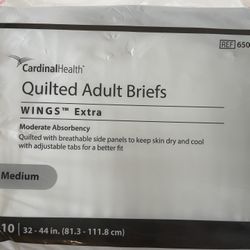 REF 650
CardinalHealth™
Quilted Adult Briefs
WINGS™ Extra
Moderate Absorbency
Quilted with breathable side panels to keep skin dry and cool
with adjustable tabs for a better fit
Medium
10 | 32 - 44 in. (81.3 - 111.8 cm)